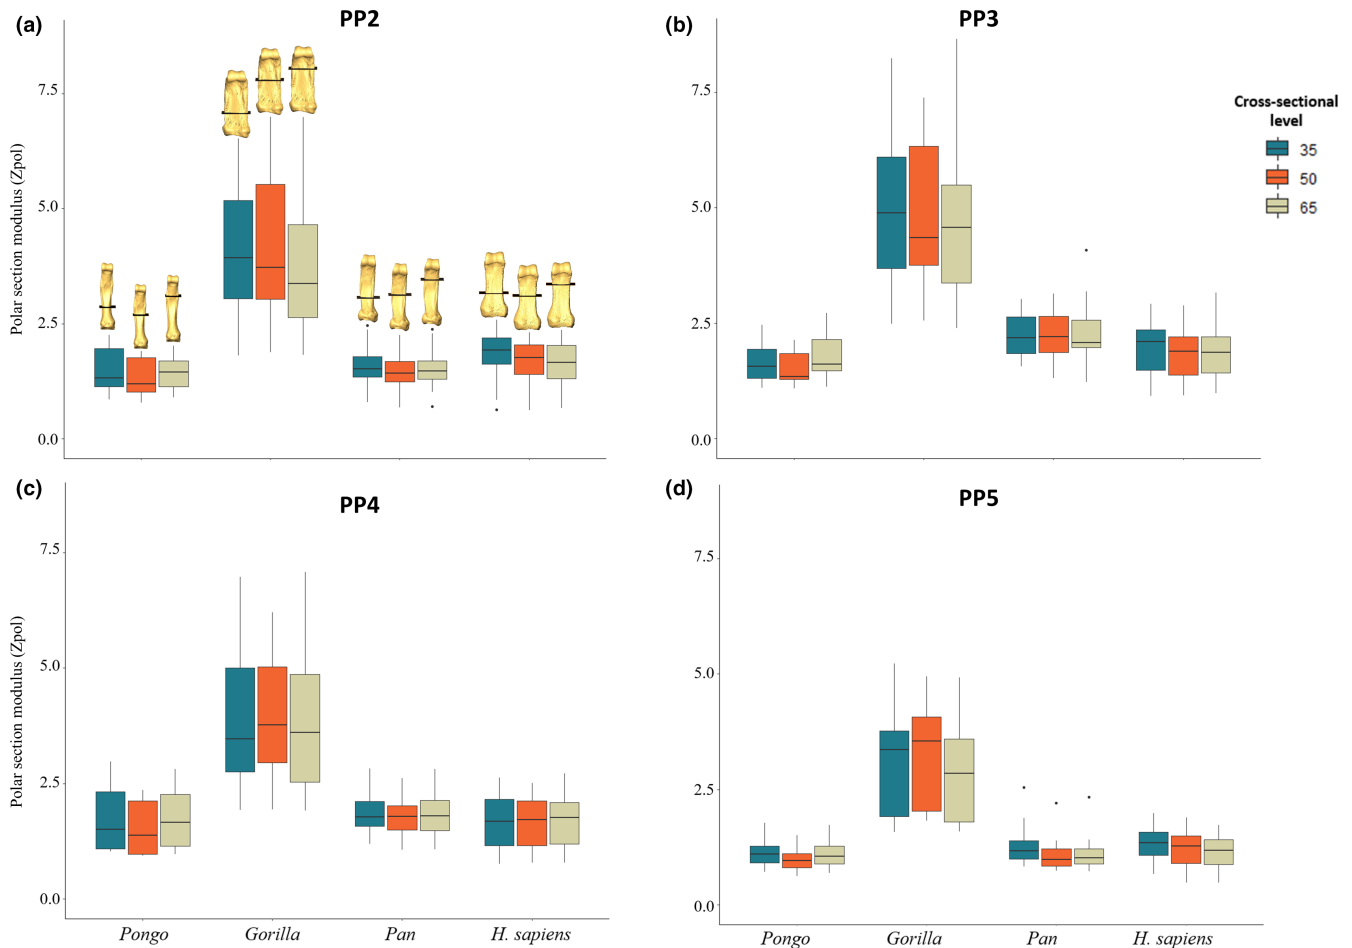 (a)
PP2
Polar section modulus (Zpol)
7.5
5.0
2.5
0.0
(b)
PP3
7.5
5.0
2.5
0.0
Cross-sectional
level
35
50
65
(c)
PP4
Polar section modulus (Zpol)
7.5
5.0
2.5
0.0
Pongo Gorilla Pan H. sapiens
(d)
PP5
7.5
5.0
2.5
0.0
Pongo Gorilla Pan H. sapiens